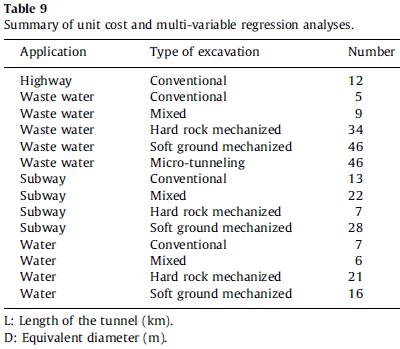 Table 9
Summary of unit cost and multi-variable regression analyses.
Application Type of excavation Number
Highway Conventional 12
Waste water Conventional 5
Waste water Mixed 9
Waste water Hard rock mechanized 34
Waste water Soft ground mechanized 46
Waste water Micro-tunneling 46
Subway Conventional 13
Subway Mixed 22
Subway Hard rock mechanized 7
Subway Soft ground mechanized 28
Water Conventional 7
Water Mixed 6
Water Hard rock mechanized 21
Water Soft ground mechanized 16
L: Length of the tunnel (km).
D: Equivalent diameter (m).